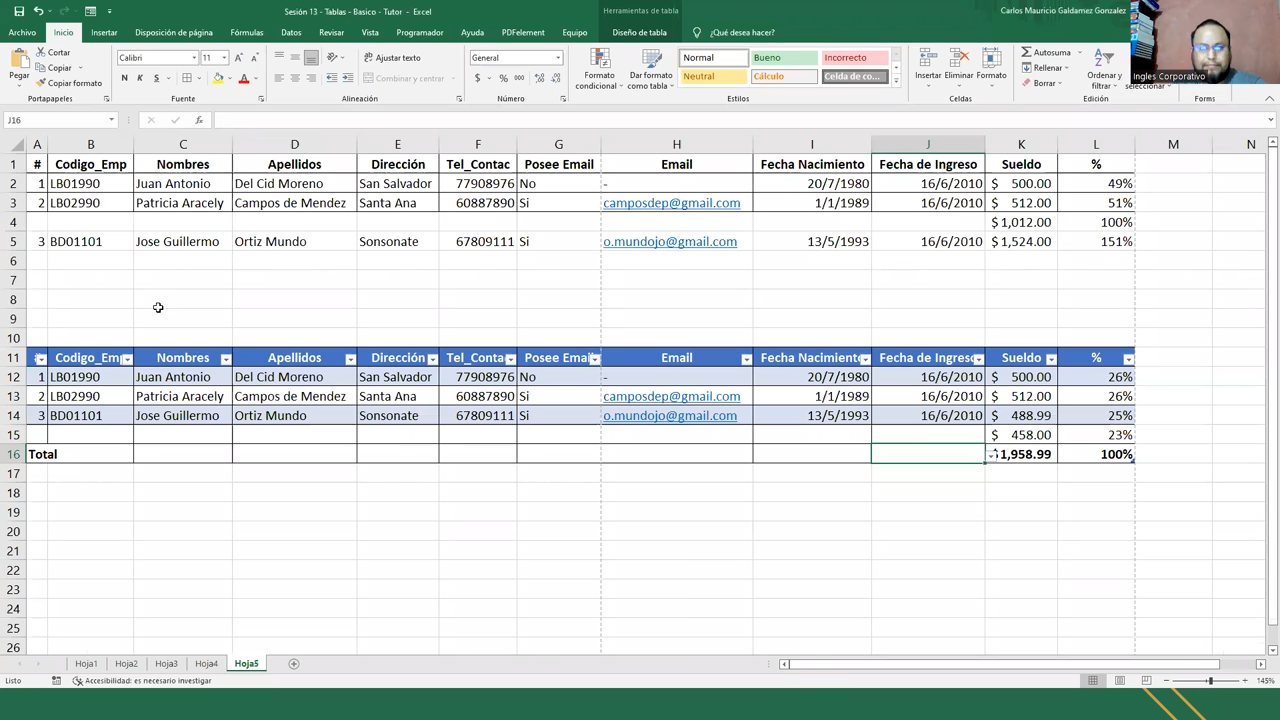 Sesión 13 - Tablas - Basico - Tutor - Excel
Herramientas de tabla
Carlos Mauricio Galdamez Gonzalez
Archivo Inicio Insertar Disposición de página Fórmulas Datos Revisar Vista Programador Ayuda PDFelement Equipo Diseño de tabla ¿Qué desea hacer?
Pegar
Cortar
Copiar
Copiar formato
Portapapeles
Calibri 11
N K S
Fuente
Ajustar texto
Combinar y centrar
Alineación
General
$ % 000
Número
Formato condicional
Dar formato como tabla
Normal Bueno Incorrecto
Neutral Cálculo Celda de co...
Estilos
Insertar Eliminar Formato
Celdas
Autosuma
Rellenar
Borrar
Ordenar y filtrar
seleccionar
Edición
Forms
Ingles Corporativo
J16 fx
A B C D E F G H I J K L M N
1 # Codigo_Emp Nombres Apellidos Dirección Tel_Contac Posee Email Email Fecha Nacimiento Fecha de Ingreso Sueldo %
2 1 LB01990 Juan Antonio Del Cid Moreno San Salvador 77908976 No - 20/7/1980 16/6/2010 $ 500.00 49%
3 2 LB02990 Patricia Aracely Campos de Mendez Santa Ana 60887890 Si camposdep@gmail.com 1/1/1989 16/6/2010 $ 512.00 51%
4 $ 1,012.00 100%
5 3 BD01101 Jose Guillermo Ortiz Mundo Sonsonate 67809111 Si o.mundojo@gmail.com 13/5/1993 16/6/2010 $ 1,524.00 151%
6
7
8
9
10
11 # Codigo_Emp Nombres Apellidos Dirección Tel_Contac Posee Email Email Fecha Nacimiento Fecha de Ingreso Sueldo %
12 1 LB01990 Juan Antonio Del Cid Moreno San Salvador 77908976 No - 20/7/1980 16/6/2010 $ 500.00 26%
13 2 LB02990 Patricia Aracely Campos de Mendez Santa Ana 60887890 Si camposdep@gmail.com 1/1/1989 16/6/2010 $ 512.00 26%
14 3 BD01101 Jose Guillermo Ortiz Mundo Sonsonate 67809111 Si o.mundojo@gmail.com 13/5/1993 16/6/2010 $ 488.99 25%
15 $ 458.00 23%
16 Total 1,958.99 100%
17
18
19
20
21
22
23
24
25
26
Hoja1 Hoja2 Hoja3 Hoja4 Hoja5
Listo Accesibilidad: es necesario investigar 145%